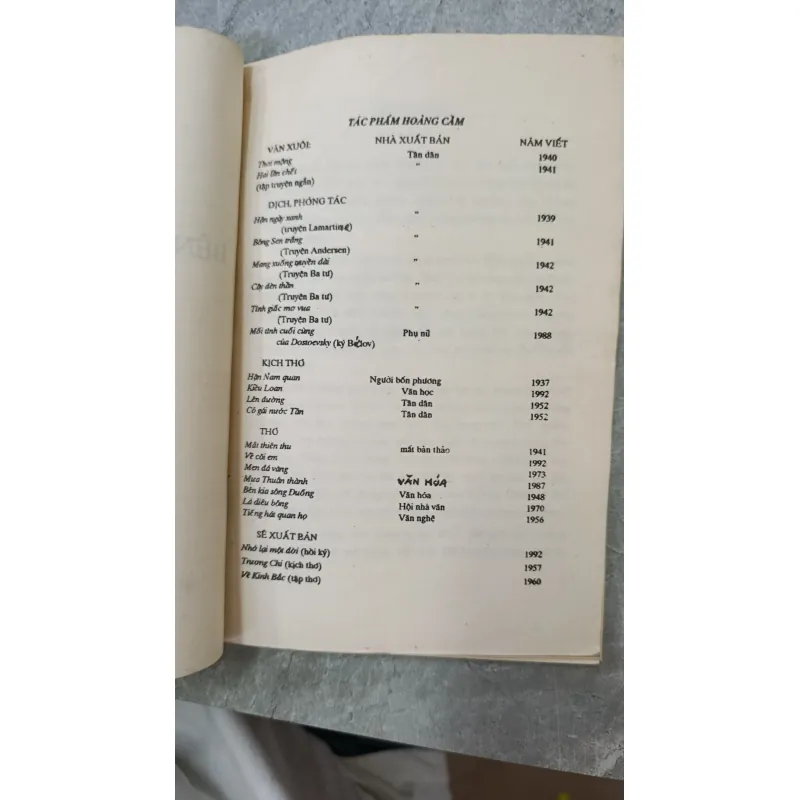 TÁC PHẨM HOÀNG CẦM
VĂN XUÔI: NHÀ XUẤT BẢN NĂM VIẾT
Thoi mộng Tân dân 1940
Hai lần chết " 1941
(tập truyện ngắn)
DỊCH, PHÓNG TÁC
Hận ngày xanh " 1939
(truyện Lamartine)
Bông Sen trắng " 1941
(Truyện Andersen)
Mang xuống tuyền đài " 1942
(Truyện Ba tư)
Cây đèn thần " 1942
(Truyện Ba tư)
Tỉnh giấc mơ vua " 1942
(Truyện Ba tư)
Mối tình cuối cùng Phụ nữ 1988
của Dostoevsky (ký Bélov)
KỊCH THƠ
Hận Nam quan Người bốn phương 1937
Kiều Loan Văn học 1992
Lên đường Tân dân 1952
Cô gái nước Tần Tân dân 1952
THƠ
Mắt thiên thu mất bản thảo 1941
Về cõi em 1992
Men đá vàng 1973
Mưa Thuận thành VĂN HÓA 1987
Bên kia sông Đuống Văn hóa 1948
Lá diêu bông Hội nhà văn 1970
Tiếng hát quan họ Văn nghệ 1956
SẼ XUẤT BẢN
Nhớ lại một đời (hồi ký) 1992
Trương Chi (kịch thơ) 1957
Về Kinh Bắc (tập thơ) 1960